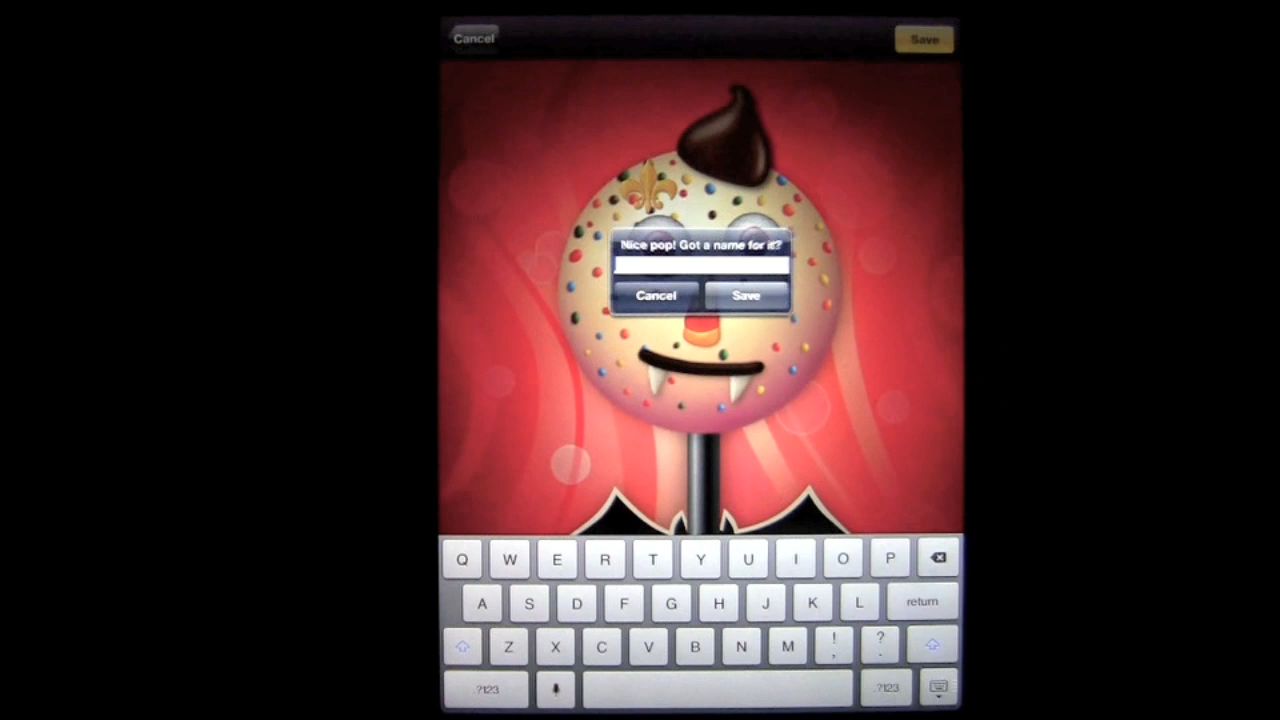 Cancel
Save
Nice pop! Got a name for it?
Cancel
Save
Q W E R T Y U I O P
A S D F G H J K L return
Z X C V B N M ! , ? .
.?123 .?123